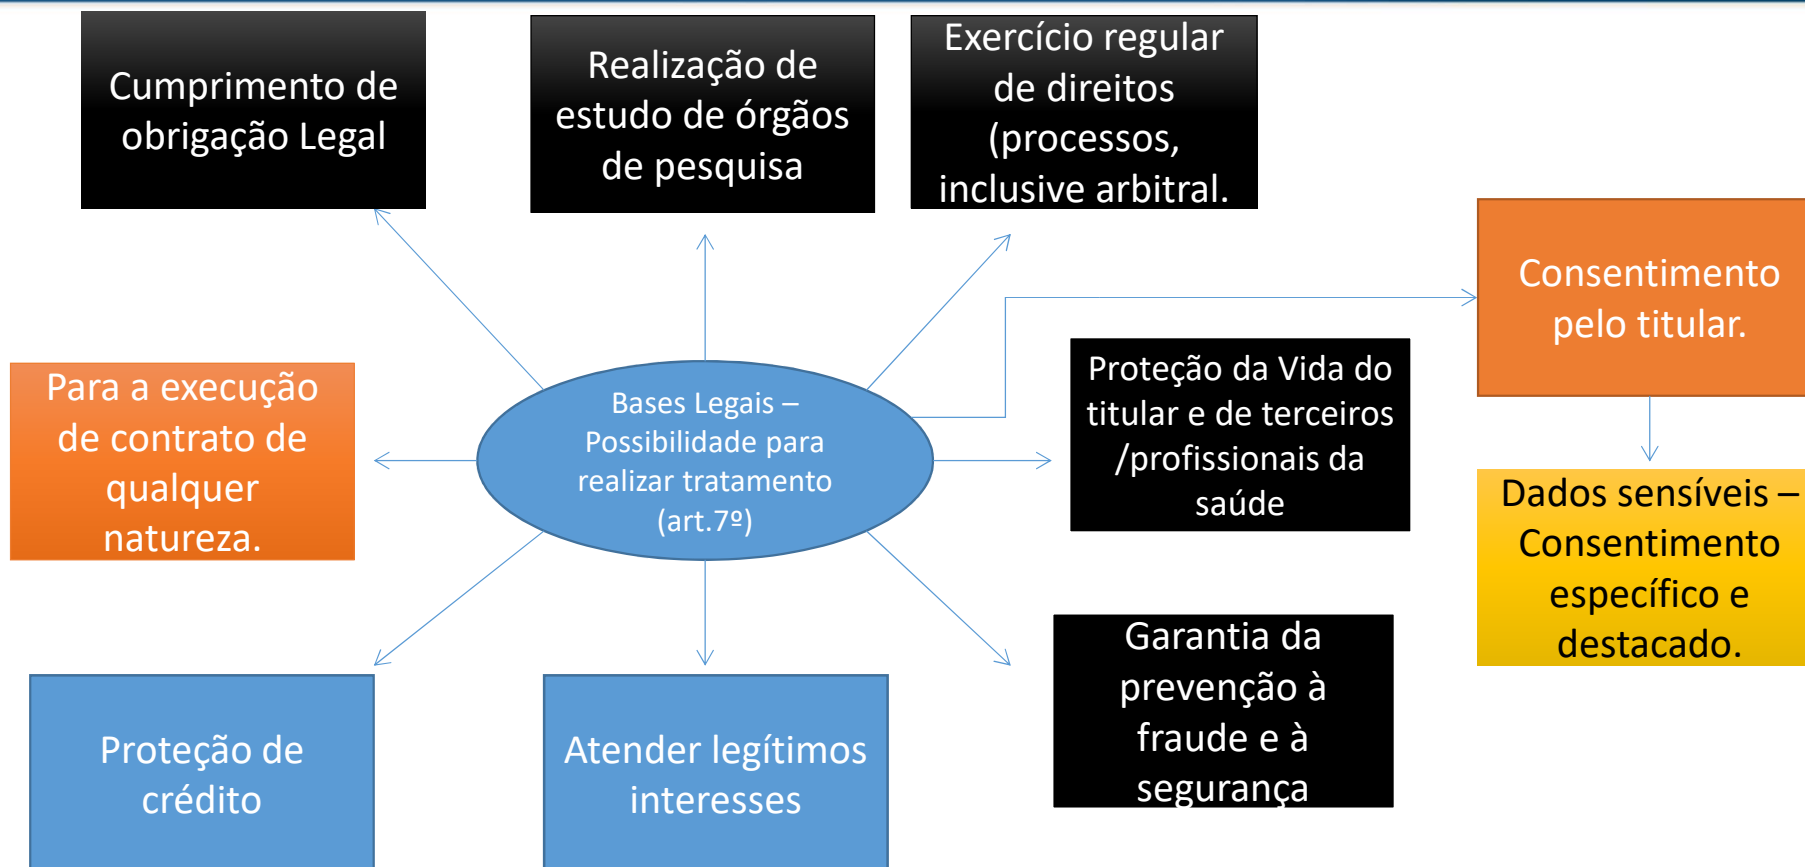 Cumprimento de
obrigação Legal
Realização de
estudo de órgãos
de pesquisa
Exercício regular
de direitos
(processos,
inclusive arbitral.
Consentimento
pelo titular.
Para a execução
de contrato de
qualquer
natureza.
Bases Legais –
Possibilidade para
realizar tratamento
(art.7º)
Proteção da Vida do
titular e de terceiros
/profissionais da
saúde
Dados sensíveis –
Consentimento
específico e
destacado.
Proteção de
crédito
Atender legítimos
interesses
Garantia da
prevenção à
fraude e à
segurança